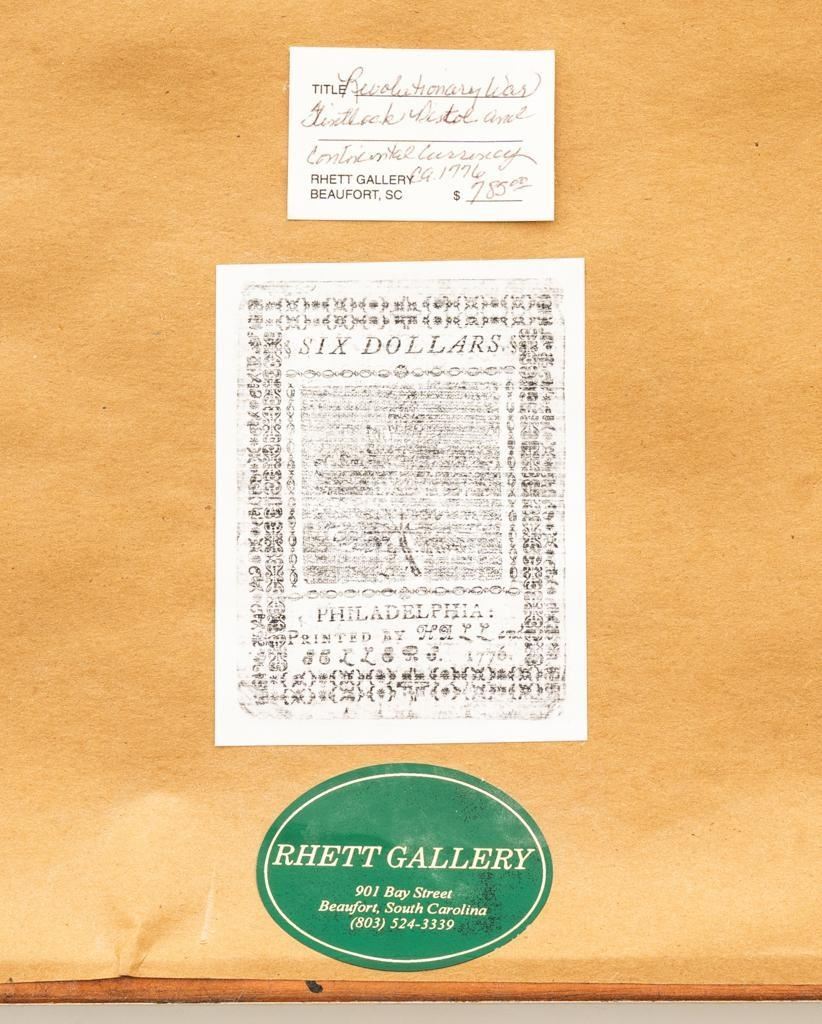 TITLE Revolutionary War
Flintlock Pistol and
Continental Currency
RHETT GALLERY ca. 1776
BEAUFORT, SC $ 785.00
SIX DOLLARS.
PHILADELPHIA:
PRINTED BY HALL and
SELLERS. 1776.
RHETT GALLERY
901 Bay Street
Beaufort, South Carolina
(803) 524-3339